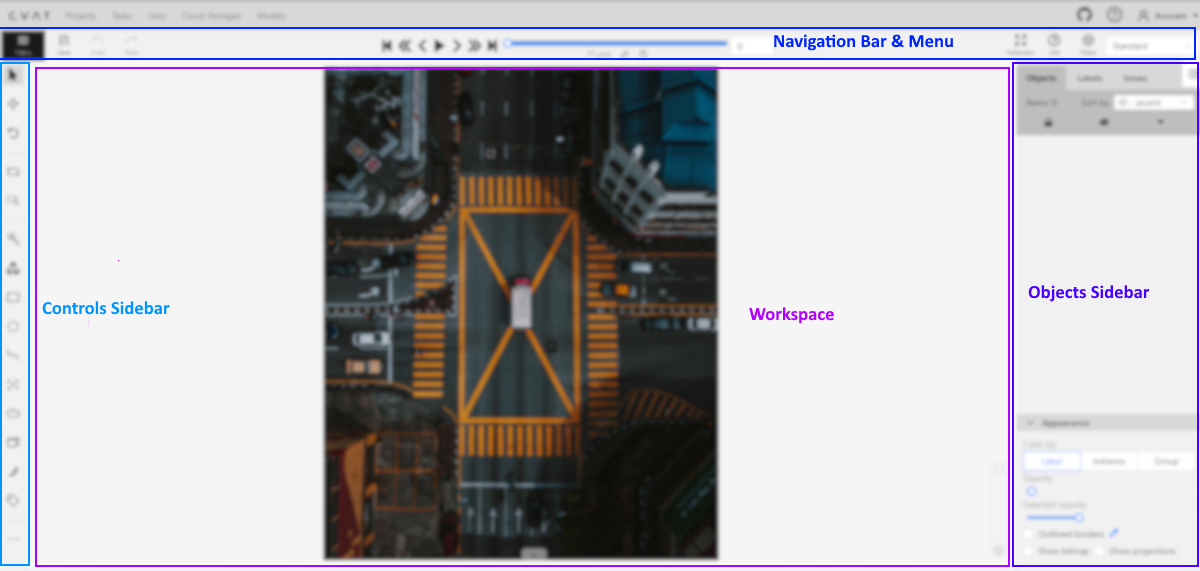 CVAT Projects Tasks Jobs Cloud Storages Models
Navigation Bar & Menu
Standard
Objects Labels Issues
Sort by ID - ascent
Controls Sidebar
Workspace
Objects Sidebar
Appearance
Color by
Label Instance Group
Opacity
Selected opacity
Outlined borders
Show bitmap Show projections